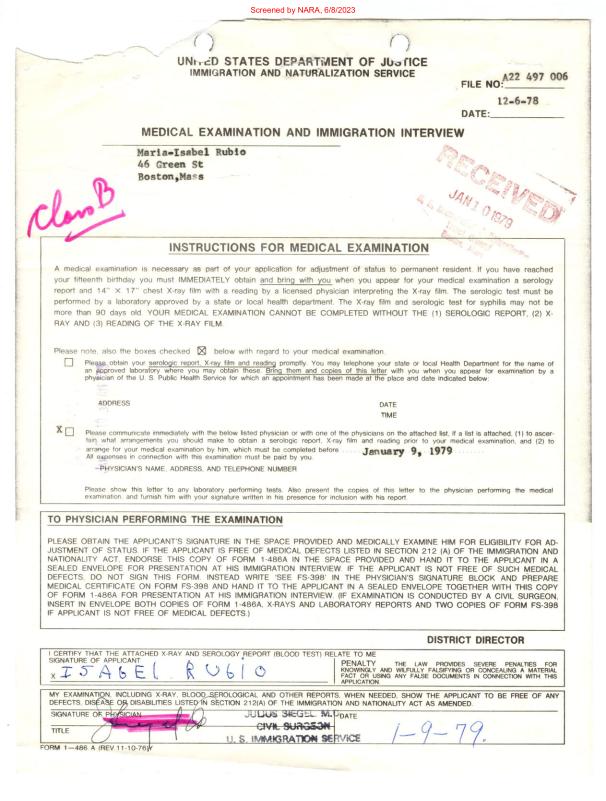 Screened by NARA, 6/8/2023
UNITED STATES DEPARTMENT OF JUSTICE
IMMIGRATION AND NATURALIZATION SERVICE
FILE NO: A22 497 006
12-6-78
DATE:
MEDICAL EXAMINATION AND IMMIGRATION INTERVIEW
Maria-Isabel Rubio
46 Green St
Boston,Mass
Class B
RECEIVED
JAN 10 1979
INSTRUCTIONS FOR MEDICAL EXAMINATION
A medical examination is necessary as part of your application for adjustment of status to permanent resident. If you have reached
your fifteenth birthday you must IMMEDIATELY obtain and bring with you when you appear for your medical examination a serology
report and 14" X 17" chest X-ray film with a reading by a licensed physician interpreting the X-ray film. The serologic test must be
performed by a laboratory approved by a state or local health department. The X-ray film and serologic test for syphilis may not be
more than 90 days old. YOUR MEDICAL EXAMINATION CANNOT BE COMPLETED WITHOUT THE (1) SEROLOGIC REPORT, (2) X-
RAY AND (3) READING OF THE X-RAY FILM.
Please note, also the boxes checked ☒ below with regard to your medical examination.
☐ Please obtain your serologic report, X-ray film and reading promptly. You may telephone your state or local Health Department for the name of
an approved laboratory where you may obtain these. Bring them and copies of this letter with you when you appear for examination by a
physician of the U. S. Public Health Service for which an appointment has been made at the place and date indicated below:
ADDRESS DATE
TIME
X ☐ Please communicate immediately with the below listed physician or with one of the physicians on the attached list, if a list is attached, (1) to ascer-
tain what arrangements you should make to obtain a serologic report, X-ray film and reading prior to your medical examination, and (2) to
arrange for your medical examination by him, which must be completed before January 9, 1979
All expenses in connection with this examination must be paid by you.
PHYSICIAN'S NAME, ADDRESS, AND TELEPHONE NUMBER
Please show this letter to any laboratory performing tests. Also present the copies of this letter to the physician performing the medical
examination, and furnish him with your signature written in his presence for inclusion with his report
TO PHYSICIAN PERFORMING THE EXAMINATION
PLEASE OBTAIN THE APPLICANT'S SIGNATURE IN THE SPACE PROVIDED AND MEDICALLY EXAMINE HIM FOR ELIGIBILITY FOR AD-
JUSTMENT OF STATUS. IF THE APPLICANT IS FREE OF MEDICAL DEFECTS LISTED IN SECTION 212 (A) OF THE IMMIGRATION AND
NATIONALITY ACT, ENDORSE THIS COPY OF FORM 1-486A IN THE SPACE PROVIDED AND HAND IT TO THE APPLICANT IN A
SEALED ENVELOPE FOR PRESENTATION AT HIS IMMIGRATION INTERVIEW. IF THE APPLICANT IS NOT FREE OF SUCH MEDICAL
DEFECTS, DO NOT SIGN THIS FORM. INSTEAD WRITE 'SEE FS-398' IN THE PHYSICIAN'S SIGNATURE BLOCK AND PREPARE
MEDICAL CERTIFICATE ON FORM FS-398 AND HAND IT TO THE APPLICANT IN A SEALED ENVELOPE TOGETHER WITH THIS COPY
OF FORM 1-486A FOR PRESENTATION AT HIS IMMIGRATION INTERVIEW. (IF EXAMINATION IS CONDUCTED BY A CIVIL SURGEON,
INSERT IN ENVELOPE BOTH COPIES OF FORM 1-486A, X-RAYS AND LABORATORY REPORTS AND TWO COPIES OF FORM FS-398
IF APPLICANT IS NOT FREE OF MEDICAL DEFECTS.)
DISTRICT DIRECTOR
I CERTIFY THAT THE ATTACHED X-RAY AND SEROLOGY REPORT (BLOOD TEST) RELATE TO ME
SIGNATURE OF APPLICANT
X ISABEL RUBIO
PENALTY THE LAW PROVIDES SEVERE PENALTIES FOR
KNOWINGLY AND WILFULLY FALSIFYING OR CONCEALING A MATERIAL
FACT OR USING ANY FALSE DOCUMENTS IN CONNECTION WITH THIS
APPLICATION
MY EXAMINATION, INCLUDING X-RAY, BLOOD SEROLOGICAL AND OTHER REPORTS, WHEN NEEDED, SHOW THE APPLICANT TO BE FREE OF ANY
DEFECTS, DISEASE OR DISABILITIES LISTED IN SECTION 212(A) OF THE IMMIGRATION AND NATIONALITY ACT AS AMENDED.
SIGNATURE OF PHYSICIAN JULIUS SIEGEL M.D DATE
TITLE CIVIL SURGEON 1-9-79.
U. S. IMMIGRATION SERVICE
FORM 1—486 A (REV.11-10-76)Y